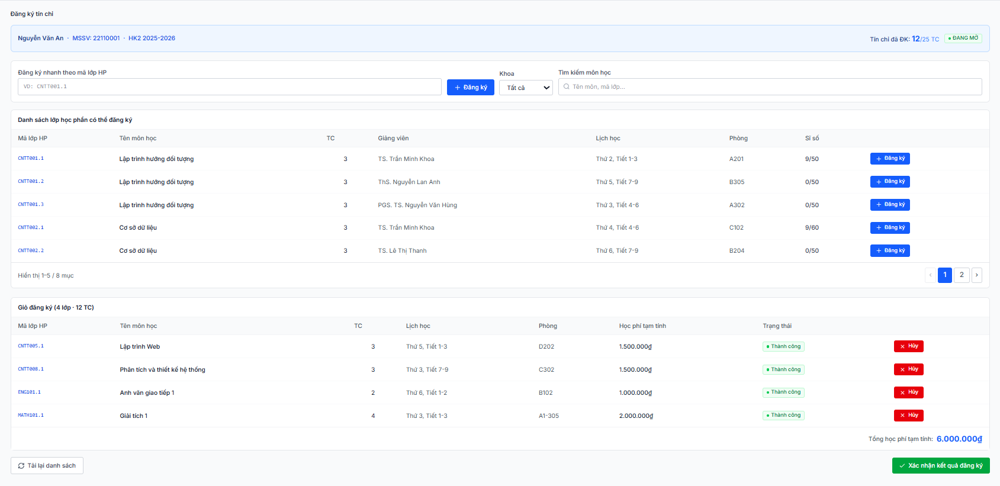 Đăng ký tín chỉ
Nguyễn Văn An · MSSV: 22110001 · HK2 2025-2026
Tín chỉ đã ĐK: 12/25 TC ĐANG MỞ
Đăng ký nhanh theo mã lớp HP
Khoa
Tìm kiếm môn học
VD: CNTT001.1
+ Đăng ký
Tất cả
Tên môn, mã lớp...
Danh sách lớp học phần có thể đăng ký
Mã lớp HP Tên môn học TC Giảng viên Lịch học Phòng Sĩ số
CNTT001.1 Lập trình hướng đối tượng 3 TS. Trần Minh Khoa Thứ 2, Tiết 1-3 A201 9/50 + Đăng ký
CNTT001.2 Lập trình hướng đối tượng 3 ThS. Nguyễn Lan Anh Thứ 5, Tiết 7-9 B305 0/50 + Đăng ký
CNTT001.3 Lập trình hướng đối tượng 3 PGS. TS. Nguyễn Văn Hùng Thứ 3, Tiết 4-6 A302 0/50 + Đăng ký
CNTT002.1 Cơ sở dữ liệu 3 TS. Trần Minh Khoa Thứ 4, Tiết 4-6 C102 9/60 + Đăng ký
CNTT002.2 Cơ sở dữ liệu 3 TS. Lê Thị Thanh Thứ 6, Tiết 7-9 B204 0/50 + Đăng ký
Hiển thị 1–5 / 8 mục
‹ 1 2 ›
Giỏ đăng ký (4 lớp · 12 TC)
Mã lớp HP Tên môn học TC Lịch học Phòng Học phí tạm tính Trạng thái
CNTT005.1 Lập trình Web 3 Thứ 5, Tiết 1-3 D202 1.500.000₫ Thành công × Hủy
CNTT008.1 Phân tích và thiết kế hệ thống 3 Thứ 3, Tiết 7-9 C302 1.500.000₫ Thành công × Hủy
ENG101.1 Anh văn giao tiếp 1 2 Thứ 6, Tiết 1-2 B102 1.000.000₫ Thành công × Hủy
MATH101.1 Giải tích 1 4 Thứ 3, Tiết 1-3 A1-305 2.000.000₫ Thành công × Hủy
Tổng học phí tạm tính: 6.000.000₫
Tải lại danh sách
✓ Xác nhận kết quả đăng ký